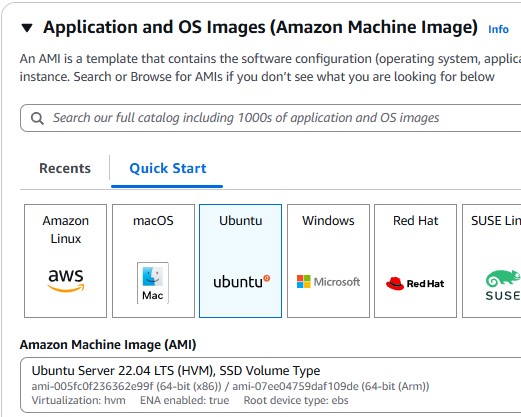 Application and OS Images (Amazon Machine Image) Info
An AMI is a template that contains the software configuration (operating system, applic
instance. Search or Browse for AMIs if you don't see what you are looking for below
Search our full catalog including 1000s of application and OS images
Recents
Quick Start
Amazon
Linux
aws
macOS
Mac
Ubuntu
ubuntu
Windows
Microsoft
Red Hat
Red Hat
SUSE Lin
SUSE
Amazon Machine Image (AMI)
Ubuntu Server 22.04 LTS (HVM), SSD Volume Type
ami-005fc0f236362e99f (64-bit (x86)) / ami-07ee04759daf109de (64-bit (Arm))
Virtualization: hvm ENA enabled: true Root device type: ebs